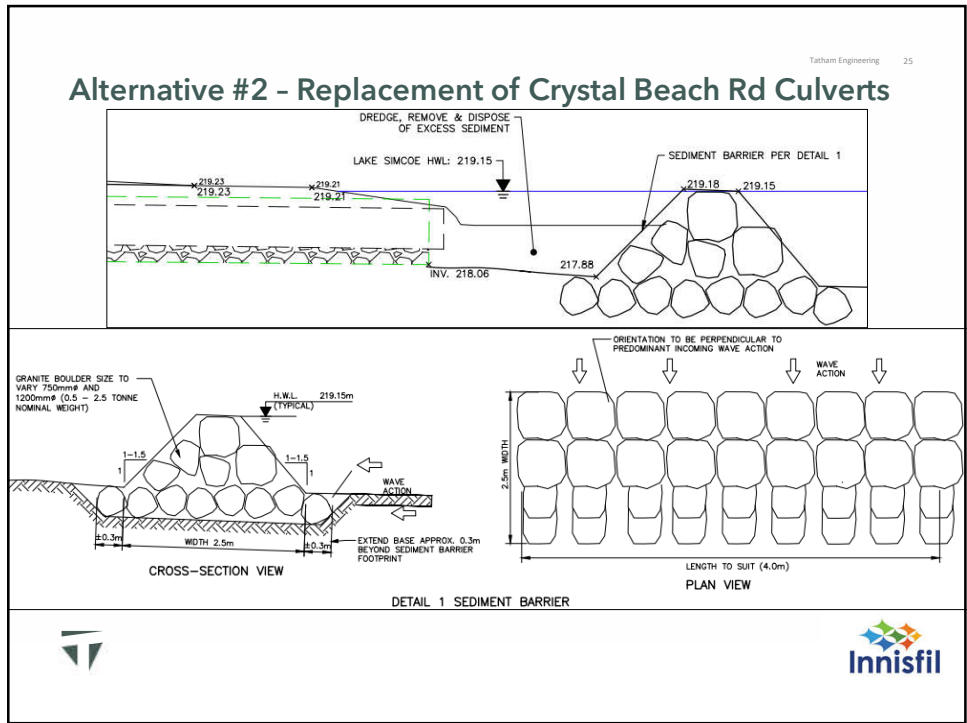 Tatham Engineering 25
Alternative #2 – Replacement of Crystal Beach Rd Culverts
DREDGE, REMOVE & DISPOSE
OF EXCESS SEDIMENT
LAKE SIMCOE HWL: 219.15
SEDIMENT BARRIER PER DETAIL 1
219.23
219.23
219.21
219.21
219.18
219.15
217.88
INV. 218.06
GRANITE BOULDER SIZE TO
VARY 750mmø AND
1200mmø (0.5 – 2.5 TONNE
NOMINAL WEIGHT)
H.W.L. 219.15m
(TYPICAL)
1-1.5
1
1-1.5
1
WAVE
ACTION
±0.3m
WIDTH 2.5m
±0.3m
EXTEND BASE APPROX. 0.3m
BEYOND SEDIMENT BARRIER
FOOTPRINT
CROSS-SECTION VIEW
ORIENTATION TO BE PERPENDICULAR TO
PREDOMINANT INCOMING WAVE ACTION
WAVE
ACTION
2.5m WIDTH
LENGTH TO SUIT (4.0m)
PLAN VIEW
DETAIL 1 SEDIMENT BARRIER
Innisfil